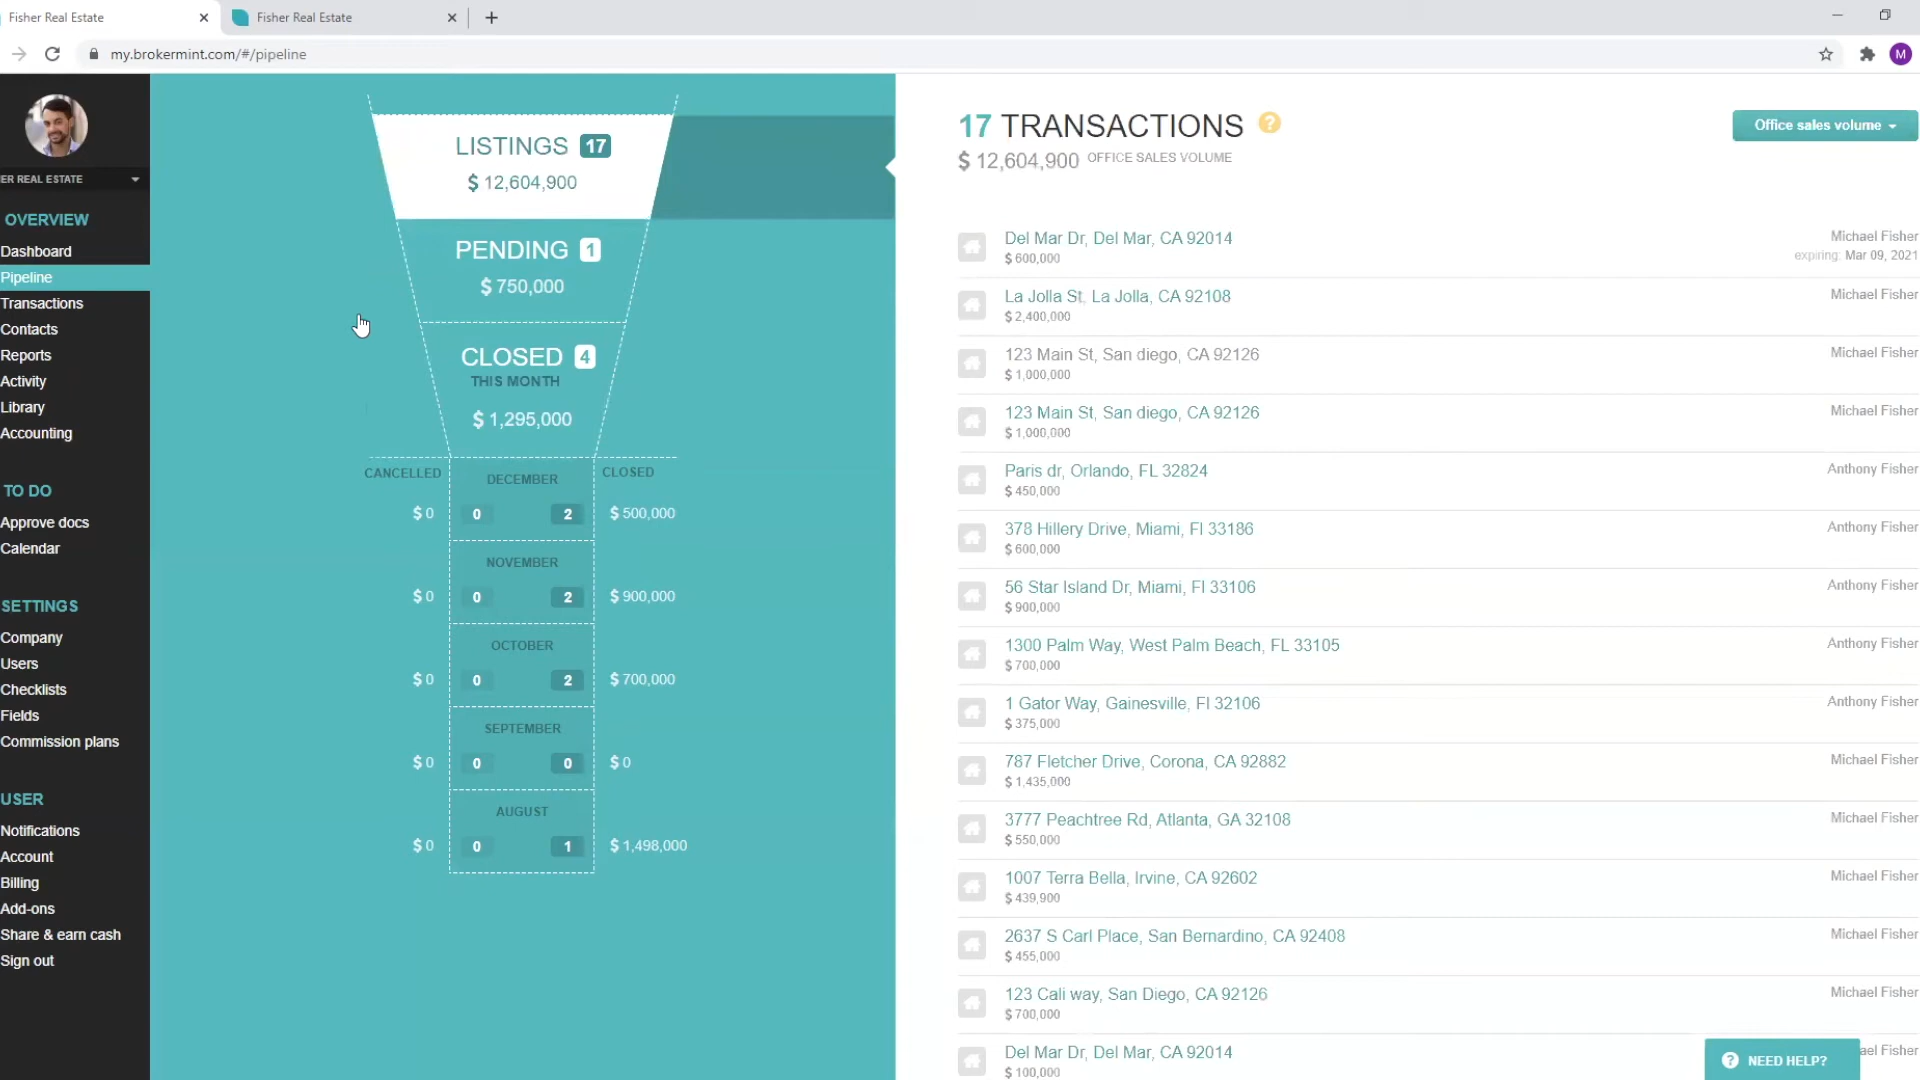 Fisher Real Estate
Fisher Real Estate
my.brokermint.com/#/pipeline
M
ER REAL ESTATE
OVERVIEW
Dashboard
Pipeline
Transactions
Contacts
Reports
Activity
Library
Accounting
TO DO
Approve docs
Calendar
SETTINGS
Company
Users
Checklists
Fields
Commission plans
USER
Notifications
Account
Billing
Add-ons
Share & earn cash
Sign out
LISTINGS 17
$ 12,604,900
PENDING 1
$ 750,000
CLOSED 4
THIS MONTH
$ 1,295,000
CANCELLED DECEMBER CLOSED
$ 0 0 2 $ 500,000
NOVEMBER
$ 0 0 2 $ 900,000
OCTOBER
$ 0 0 2 $ 700,000
SEPTEMBER
$ 0 0 0 $ 0
AUGUST
$ 0 0 1 $ 1,498,000
17 TRANSACTIONS ?
$ 12,604,900 OFFICE SALES VOLUME
Office sales volume
Del Mar Dr, Del Mar, CA 92014 Michael Fisher
$ 600,000 expiring: Mar 09, 2021
La Jolla St, La Jolla, CA 92108 Michael Fisher
$ 2,400,000
123 Main St, San diego, CA 92126 Michael Fisher
$ 1,000,000
123 Main St, San diego, CA 92126 Michael Fisher
$ 1,000,000
Paris dr, Orlando, FL 32824 Anthony Fisher
$ 450,000
378 Hillery Drive, Miami, Fl 33186 Anthony Fisher
$ 600,000
56 Star Island Dr, Miami, Fl 33106 Anthony Fisher
$ 900,000
1300 Palm Way, West Palm Beach, FL 33105 Anthony Fisher
$ 700,000
1 Gator Way, Gainesville, Fl 32106 Anthony Fisher
$ 375,000
787 Fletcher Drive, Corona, CA 92882 Michael Fisher
$ 1,435,000
3777 Peachtree Rd, Atlanta, GA 32108 Michael Fisher
$ 550,000
1007 Terra Bella, Irvine, CA 92602 Michael Fisher
$ 439,900
2637 S Carl Place, San Bernardino, CA 92408 Michael Fisher
$ 455,000
123 Cali way, San Diego, CA 92126 Michael Fisher
$ 700,000
Del Mar Dr, Del Mar, CA 92014 ael Fisher
$ 100,000
? NEED HELP?